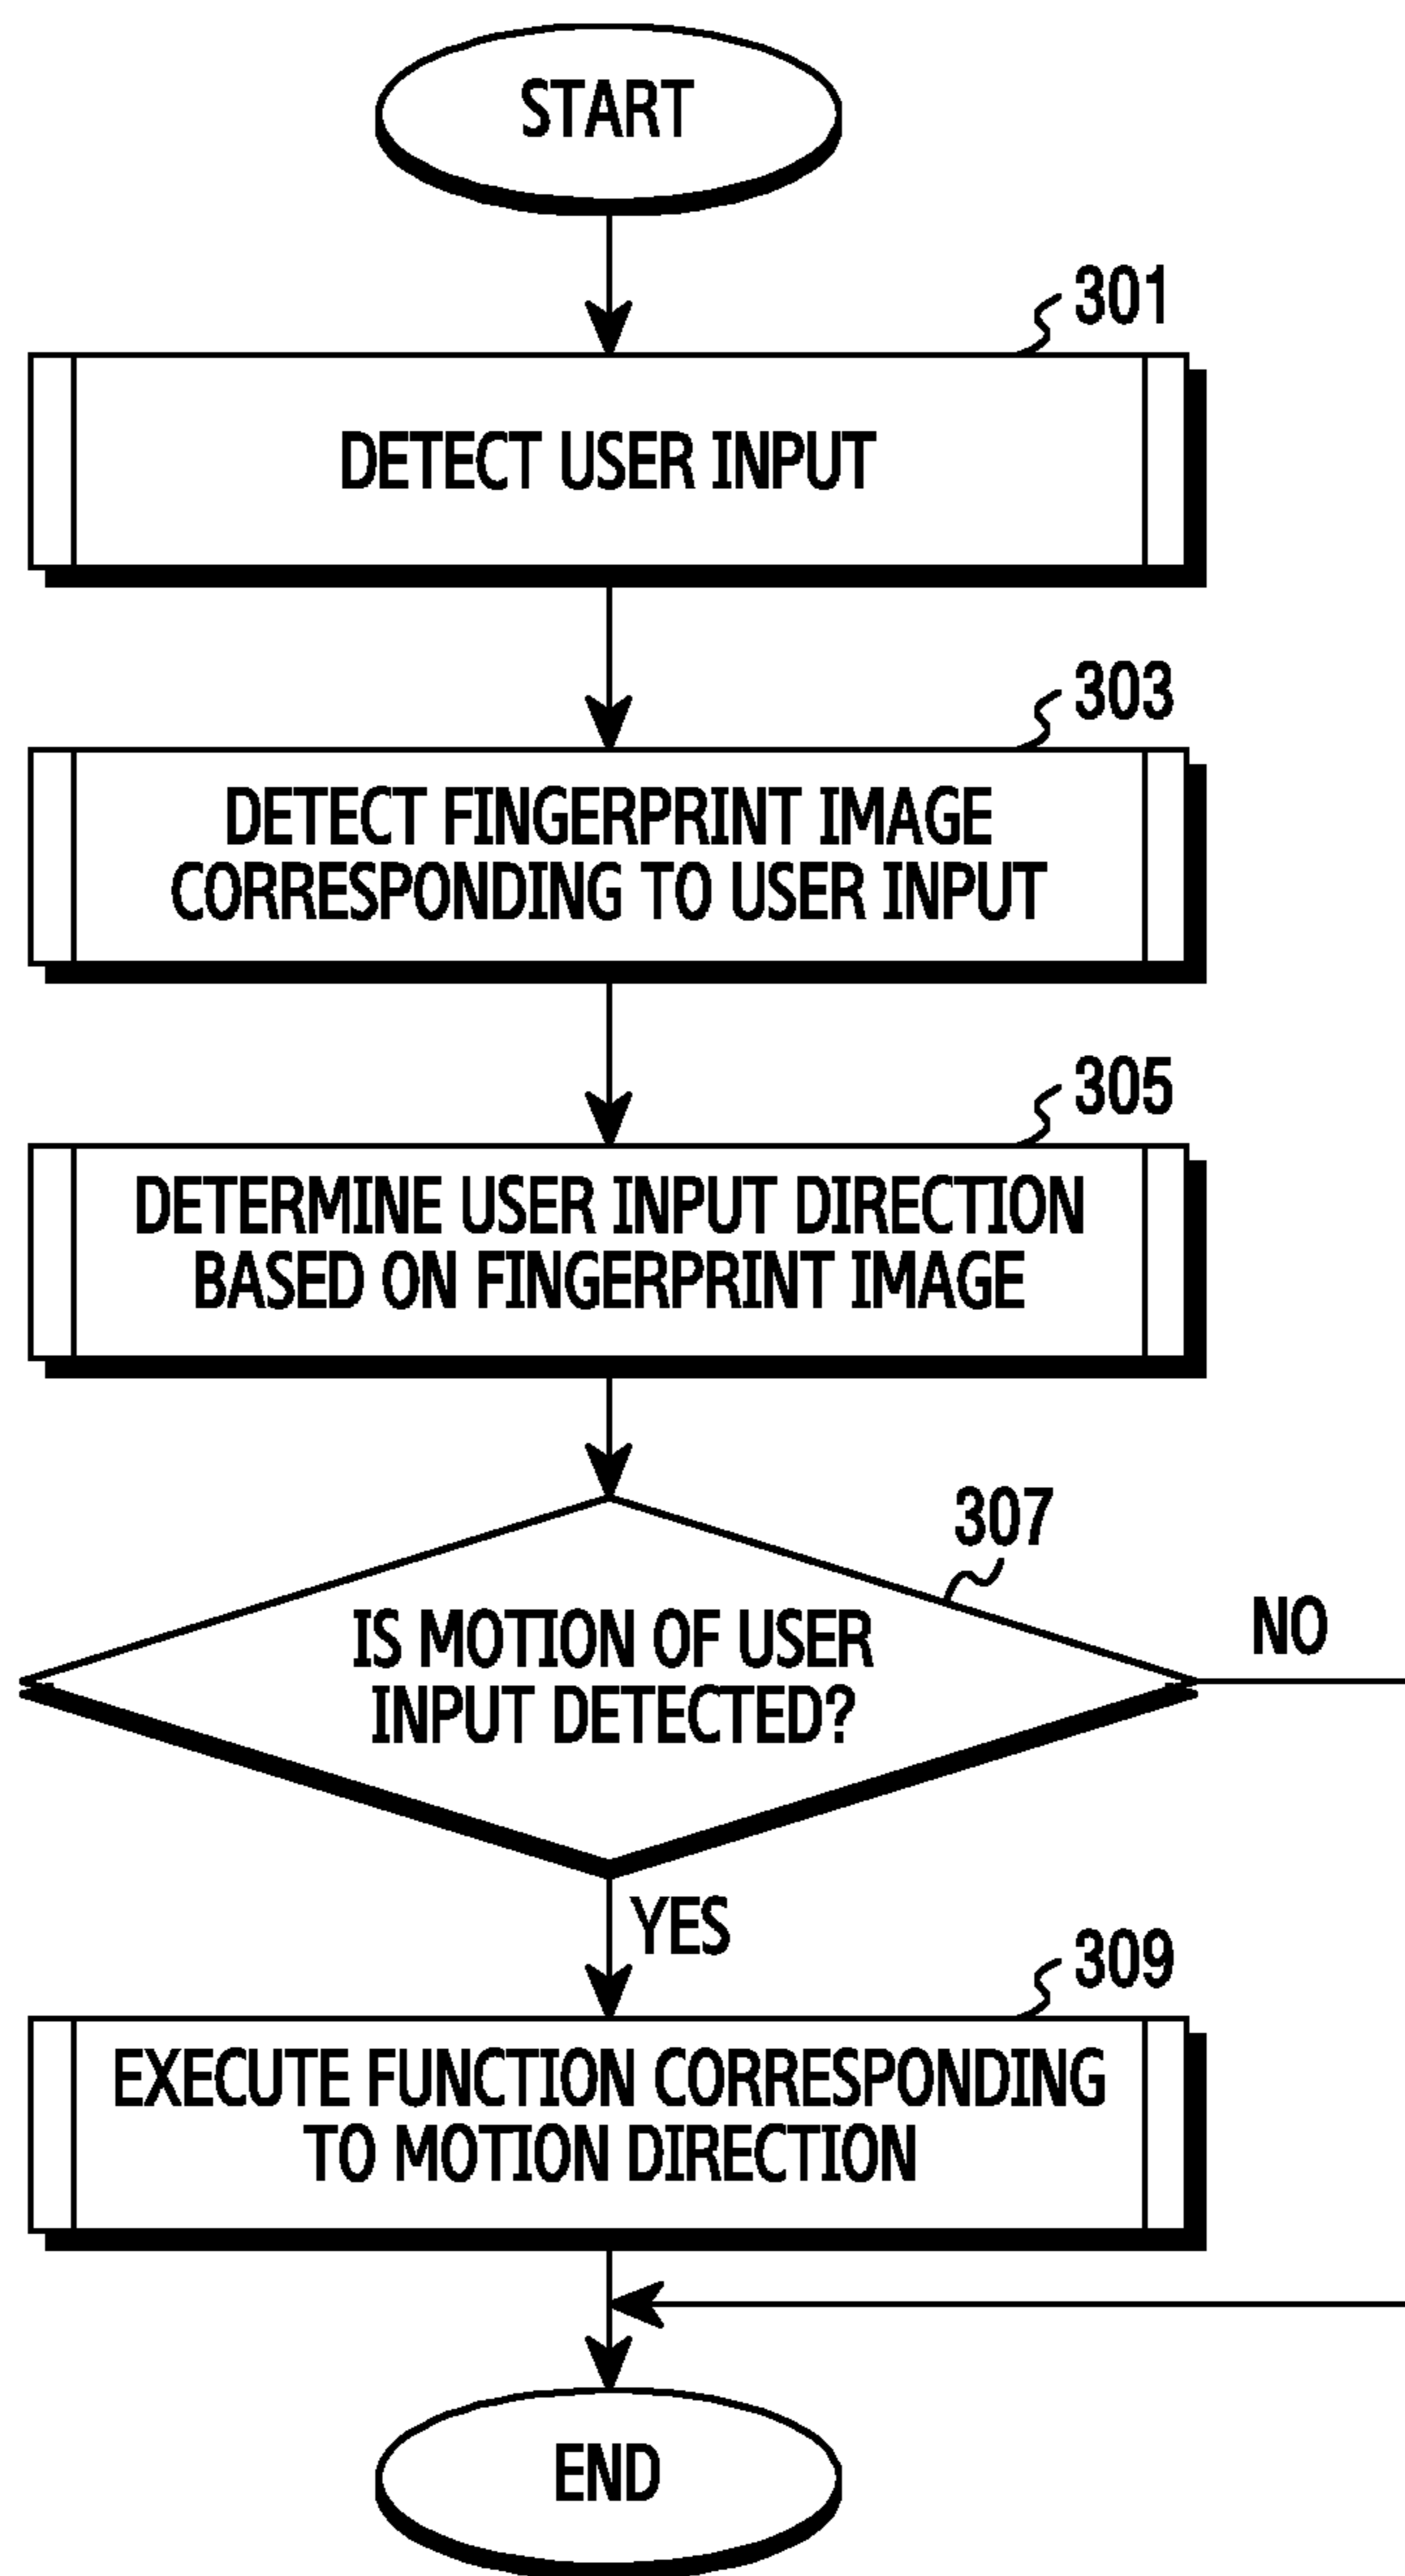 START
301
DETECT USER INPUT
303
DETECT FINGERPRINT IMAGE
CORRESPONDING TO USER INPUT
305
DETERMINE USER INPUT DIRECTION
BASED ON FINGERPRINT IMAGE
307
IS MOTION OF USER
INPUT DETECTED?
NO
YES
309
EXECUTE FUNCTION CORRESPONDING
TO MOTION DIRECTION
END